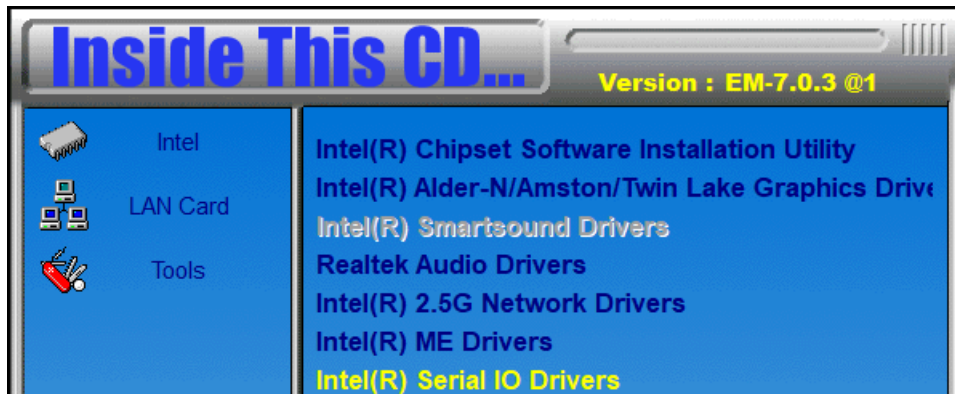 Inside This CD...
Version : EM-7.0.3 @1
Intel
LAN Card
Tools
Intel(R) Chipset Software Installation Utility
Intel(R) Alder-N/Amston/Twin Lake Graphics Drive
Intel(R) Smartsound Drivers
Realtek Audio Drivers
Intel(R) 2.5G Network Drivers
Intel(R) ME Drivers
Intel(R) Serial IO Drivers